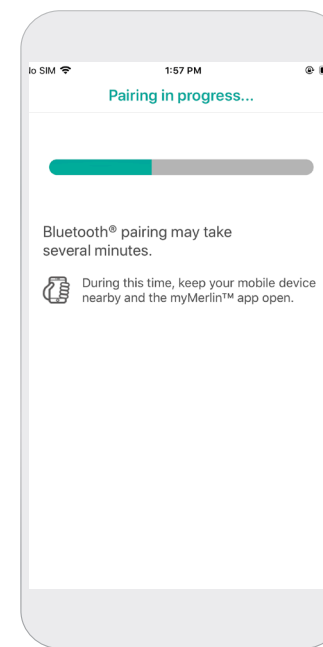 lo SIM 1:57 PM
Pairing in progress...
Bluetooth® pairing may take
several minutes.
During this time, keep your mobile device
nearby and the myMerlin™ app open.